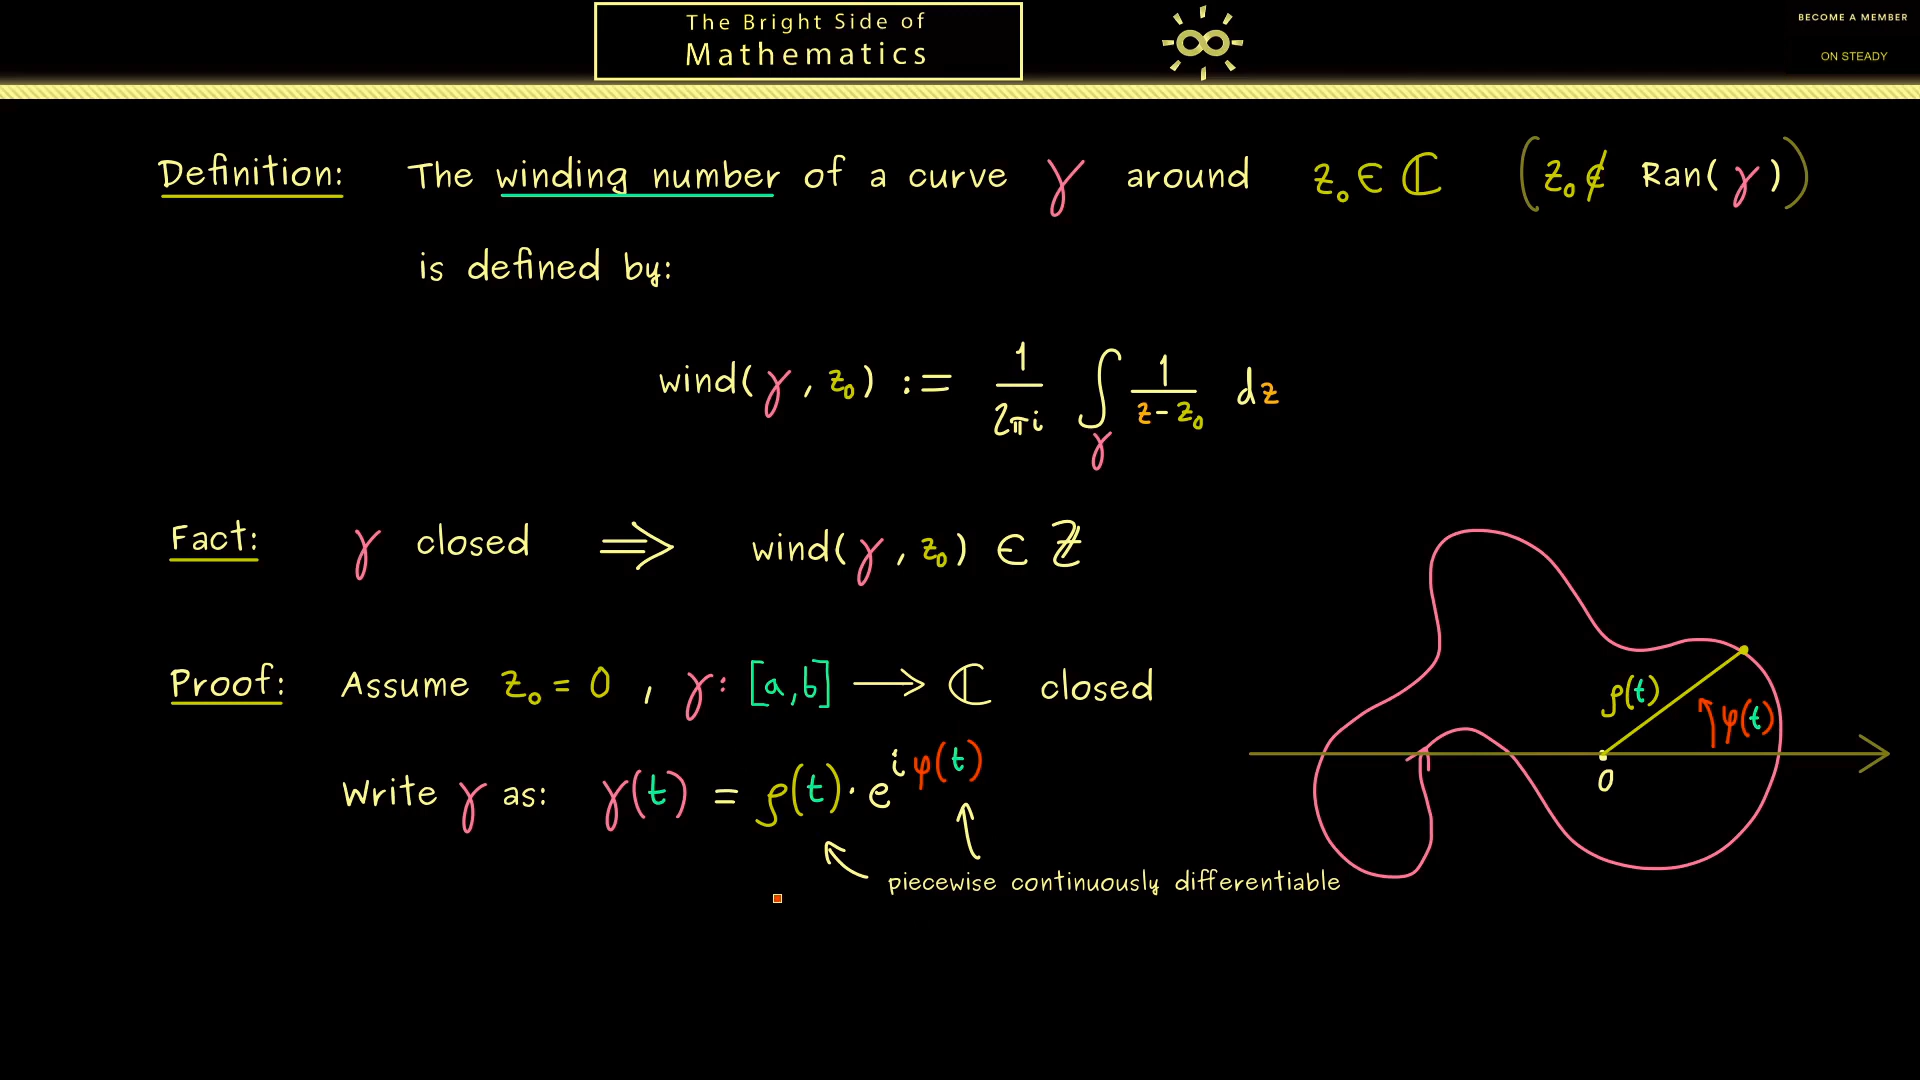 The Bright Side of
Mathematics
BECOME A MEMBER
ON STEADY
Definition: The winding number of a curve γ around z₀ ∈ ℂ (z₀ ∉ Ran(γ))
is defined by:
wind(γ, z₀) := 1/2πi ∫_γ 1/(z-z₀) dz
Fact: γ closed ⟹ wind(γ, z₀) ∈ ℤ
Proof: Assume z₀ = 0, γ: [a,b] ⟶ ℂ closed
Write γ as: γ(t) = ρ(t) · e^{iφ(t)}
piecewise continuously differentiable
ρ(t)
φ(t)
0